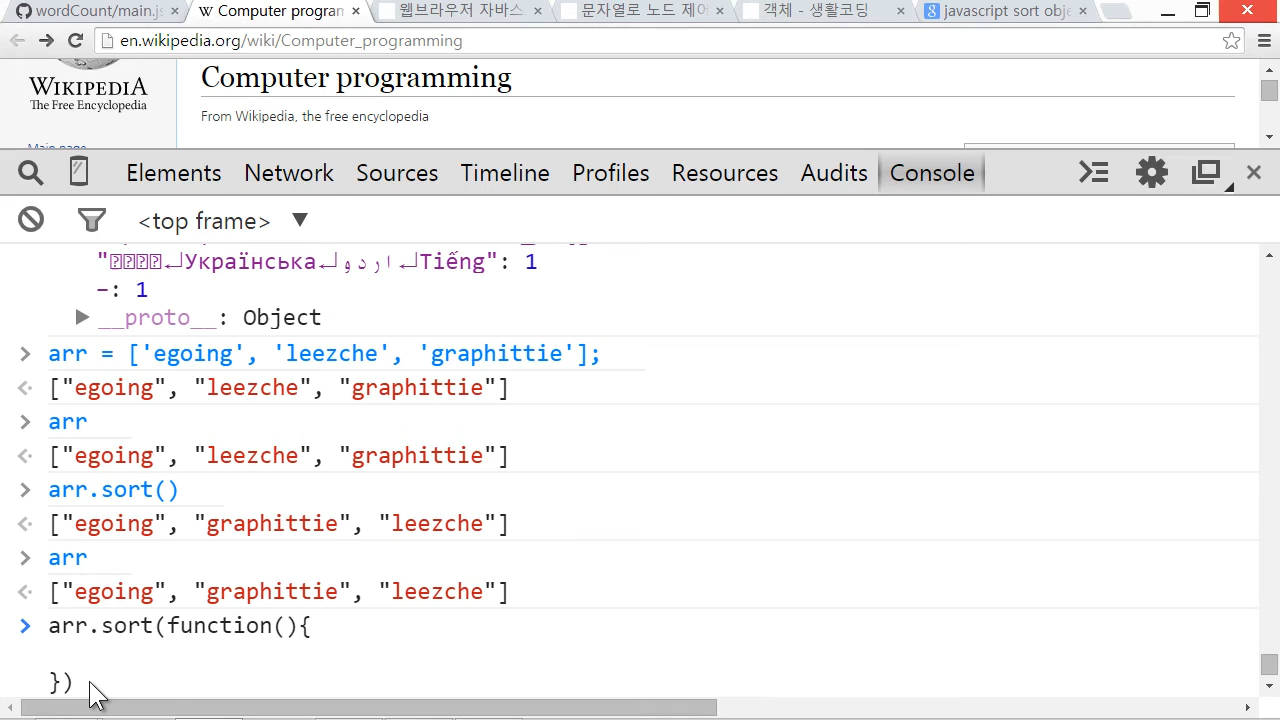 wordCount/main.js
Computer program
웹브라우저 자바스
문자열로 노드 제어
객체 - 생활코딩
javascript sort obje
en.wikipedia.org/wiki/Computer_programming
WIKIPEDIA
The Free Encyclopedia
Main page
Computer programming
From Wikipedia, the free encyclopedia
Elements Network Timeline Profiles Resources Audits Console
<top frame>
Українська↵اردو↵Tiếng": 1
–: 1
__proto__: Object
arr = ['egoing', 'leezche', 'graphittie'];
["egoing", "leezche", "graphittie"]
arr
["egoing", "leezche", "graphittie"]
arr.sort()
["egoing", "graphittie", "leezche"]
arr
["egoing", "graphittie", "leezche"]
arr.sort(function(){
})